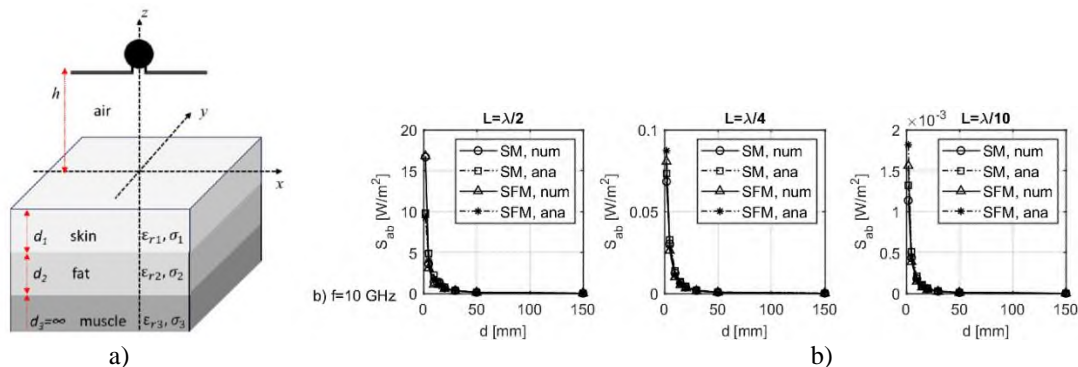 z
h
air
y
x
d₁ skin εr1, σ1
d₂ fat εr2, σ2
d₃=∞ muscle εr3, σ3
a)
b) f=10 GHz
L=λ/2
20
15
10
5
0
Sab [W/m²]
SM, num
SM, ana
SFM, num
SFM, ana
0 50 100 150
d [mm]
L=λ/4
0.1
0.05
0
Sab [W/m²]
SM, num
SM, ana
SFM, num
SFM, ana
0 50 100 150
d [mm]
×10⁻³ L=λ/10
1.5
1
0.5
0
Sab [W/m²]
SM, num
SM, ana
SFM, num
SFM, ana
0 50 100 150
d [mm]
b)